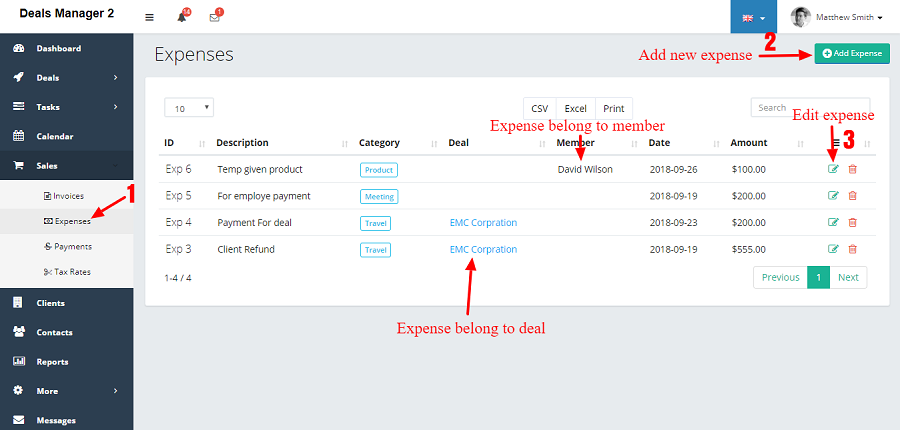 Deals Manager 2
14
1
Matthew Smith
Dashboard
Deals
Tasks
Calendar
Sales
Invoices
Expenses
Payments
Tax Rates
Clients
Contacts
Reports
More
Messages
1
Expenses
Add new expense
2
Add Expense
10
CSV Excel Print
Search
Expense belong to member
Edit expense
3
ID Description Category Deal Member Date Amount
Exp 6 Temp given product Product David Wilson 2018-09-26 $100.00
Exp 5 For employe payment Meeting 2018-09-19 $200.00
Exp 4 Payment For deal Travel EMC Corpration 2018-09-23 $200.00
Exp 3 Client Refund Travel EMC Corpration 2018-09-19 $555.00
1-4 / 4
Previous 1 Next
Expense belong to deal